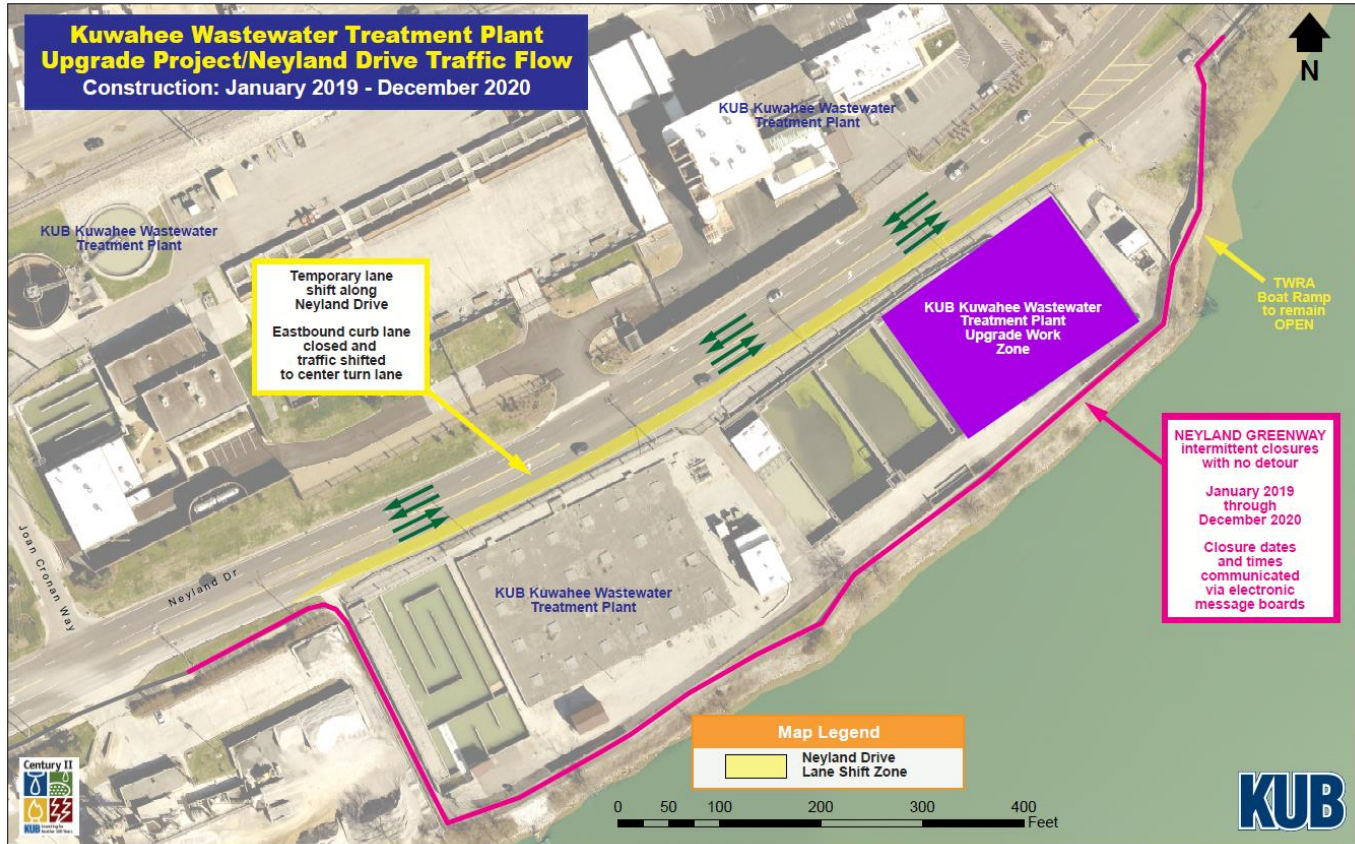 Kuwahee Wastewater Treatment Plant
Upgrade Project/Neyland Drive Traffic Flow
Construction: January 2019 - December 2020
N
KUB Kuwahee Wastewater
Treatment Plant
KUB Kuwahee Wastewater
Treatment Plant
Temporary lane
shift along
Neyland Drive
Eastbound curb lane
closed and
traffic shifted
to center turn lane
KUB Kuwahee Wastewater
Treatment Plant
Upgrade Work
Zone
TWRA
Boat Ramp
to remain
OPEN
NEYLAND GREENWAY
intermittent closures
with no detour
January 2019
through
December 2020
Closure dates
and times
communicated
via electronic
message boards
Joan Cronan Way
Neyland Dr
KUB Kuwahee Wastewater
Treatment Plant
Map Legend
Neyland Drive
Lane Shift Zone
0 50 100 200 300 400
Feet
Century II
KUB
KUB